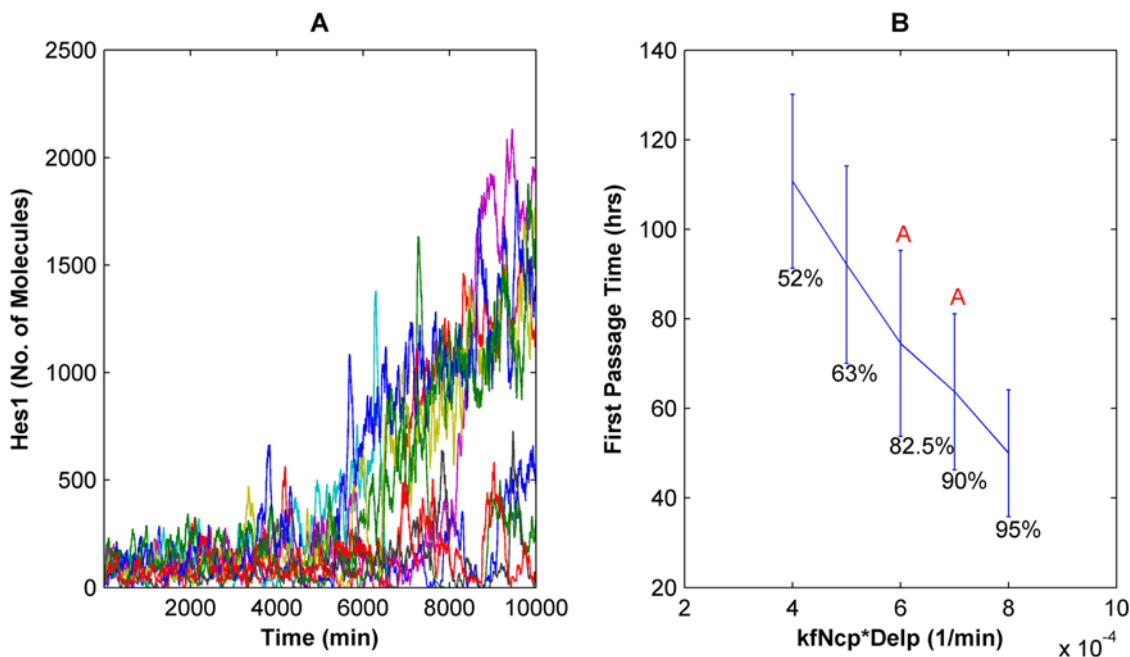 A
2500
2000
1500
1000
500
0
Hes1 (No. of Molecules)
2000 4000 6000 8000 10000
Time (min)
B
140
120
100
80
60
40
20
First Passage Time (hrs)
A
A
52%
63%
82.5%
90%
95%
2 4 6 8 10
kfNcp*Delp (1/min)
x 10-4